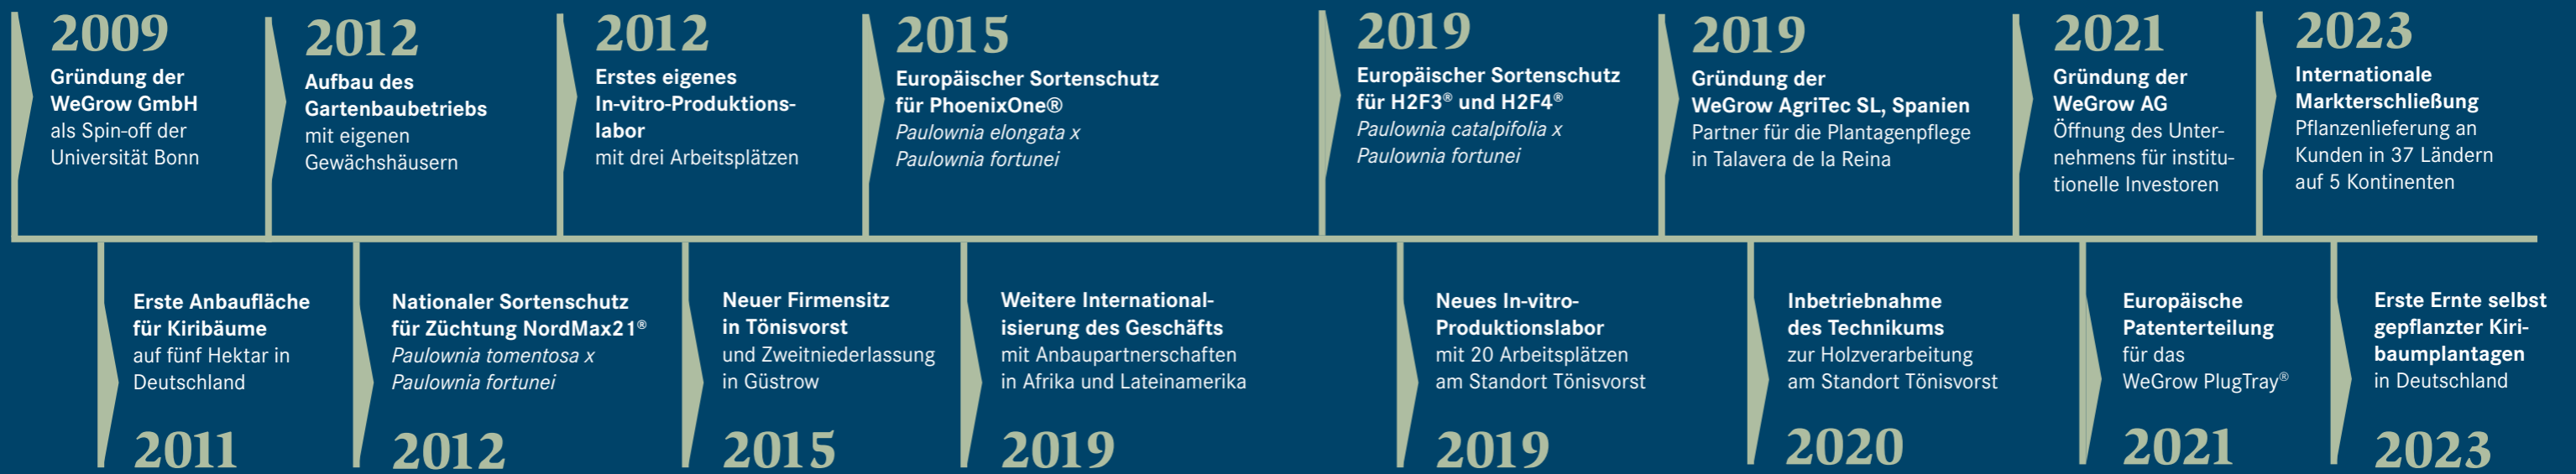 2009
Gründung der
WeGrow GmbH
als Spin-off der
Universität Bonn
2012
Aufbau des
Gartenbaubetriebs
mit eigenen
Gewächshäusern
2012
Erstes eigenes
In-vitro-Produktions-
labor
mit drei Arbeitsplätzen
2015
Europäischer Sortenschutz
für PhoenixOne®
Paulownia elongata x
Paulownia fortunei
2019
Europäischer Sortenschutz
für H2F3® und H2F4®
Paulownia catalpifolia x
Paulownia fortunei
2019
Gründung der
WeGrow AgriTec SL, Spanien
Partner für die Plantagenpflege
in Talavera de la Reina
2021
Gründung der
WeGrow AG
Öffnung des Unter-
nehmens für institu-
tionelle Investoren
2023
Internationale
Markterschließung
Pflanzenlieferung an
Kunden in 37 Ländern
auf 5 Kontinenten
Erste Anbaufläche
für Kiribäume
auf fünf Hektar in
Deutschland
2011
Nationaler Sortenschutz
für Züchtung NordMax21®
Paulownia tomentosa x
Paulownia fortunei
2012
Neuer Firmensitz
in Tönisvorst
und Zweitniederlassung
in Güstrow
2015
Weitere International-
isierung des Geschäfts
mit Anbaupartnerschaften
in Afrika und Lateinamerika
2019
Neues In-vitro-
Produktionslabor
mit 20 Arbeitsplätzen
am Standort Tönisvorst
2019
Inbetriebnahme
des Technikums
zur Holzverarbeitung
am Standort Tönisvorst
2020
Europäische
Patenterteilung
für das
WeGrow PlugTray®
2021
Erste Ernte selbst
gepflanzter Kiri-
baumplantagen
in Deutschland
2023